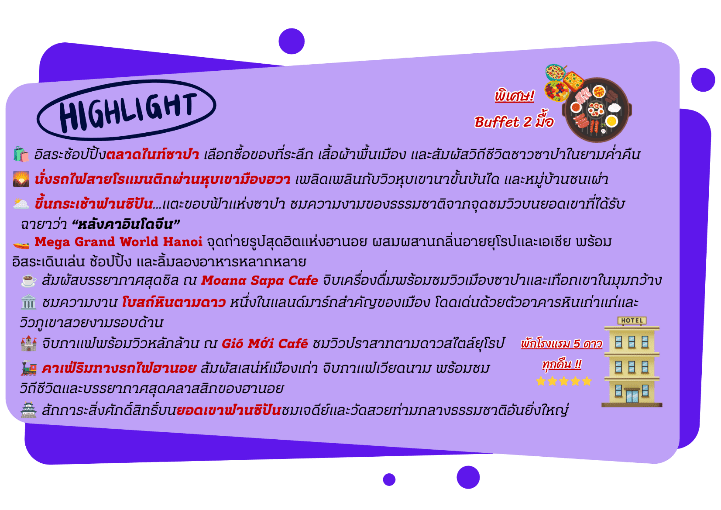 HIGHLIGHT
พิเศษ!
Buffet 2 มื้อ
อิสระช้อปปิ้งตลาดไนท์ซาปา เลือกซื้อของที่ระลึก เสื้อผ้าพื้นเมือง และสัมผัสวิถีชีวิตชาวซาปาในยามค่ำคืน
นั่งรถไฟสายโรแมนติกผ่านหุบเขาเมืองฮวา เพลิดเพลินกับวิวหุบเขานาขั้นบันได และหมู่บ้านชนเผ่า
ขึ้นกระเช้าฟานซิปัน...แตะขอบฟ้าแห่งซาปา ชมความงามของธรรมชาติจากจุดชมวิวบนยอดเขาที่ได้รับ
ฉายาว่า “หลังคาอินโดจีน”
Mega Grand World Hanoi จุดถ่ายรูปสุดฮิตแห่งฮานอย ผสมผสานกลิ่นอายยุโรปและเอเชีย พร้อม
อิสระเดินเล่น ช้อปปิ้ง และลิ้มลองอาหารหลากหลาย
สัมผัสบรรยากาศสุดชิล ณ Moana Sapa Cafe จิบเครื่องดื่มพร้อมชมวิวเมืองซาปาและเทือกเขาในมุมกว้าง
ชมความงาม โบสถ์หินตามดาว หนึ่งในแลนด์มาร์กสำคัญของเมือง โดดเด่นด้วยตัวอาคารหินเก่าแก่และ
วิวภูเขาสวยงามรอบด้าน
HOTEL
จิบกาแฟพร้อมวิวหลักล้าน ณ Gió Mới Café ชมวิวปราสาทตามดาวสไตล์ยุโรป
พักโรงแรม 5 ดาว
ทุกคืน !!
คาเฟ่ริมทางรถไฟฮานอย สัมผัสเสน่ห์เมืองเก่า จิบกาแฟเวียดนาม พร้อมชม
วิถีชีวิตและบรรยากาศสุดคลาสสิกของฮานอย
สักการะสิ่งศักดิ์สิทธิ์บนยอดเขาฟานซิปันชมเจดีย์และวัดสวยท่ามกลางธรรมชาติอันยิ่งใหญ่